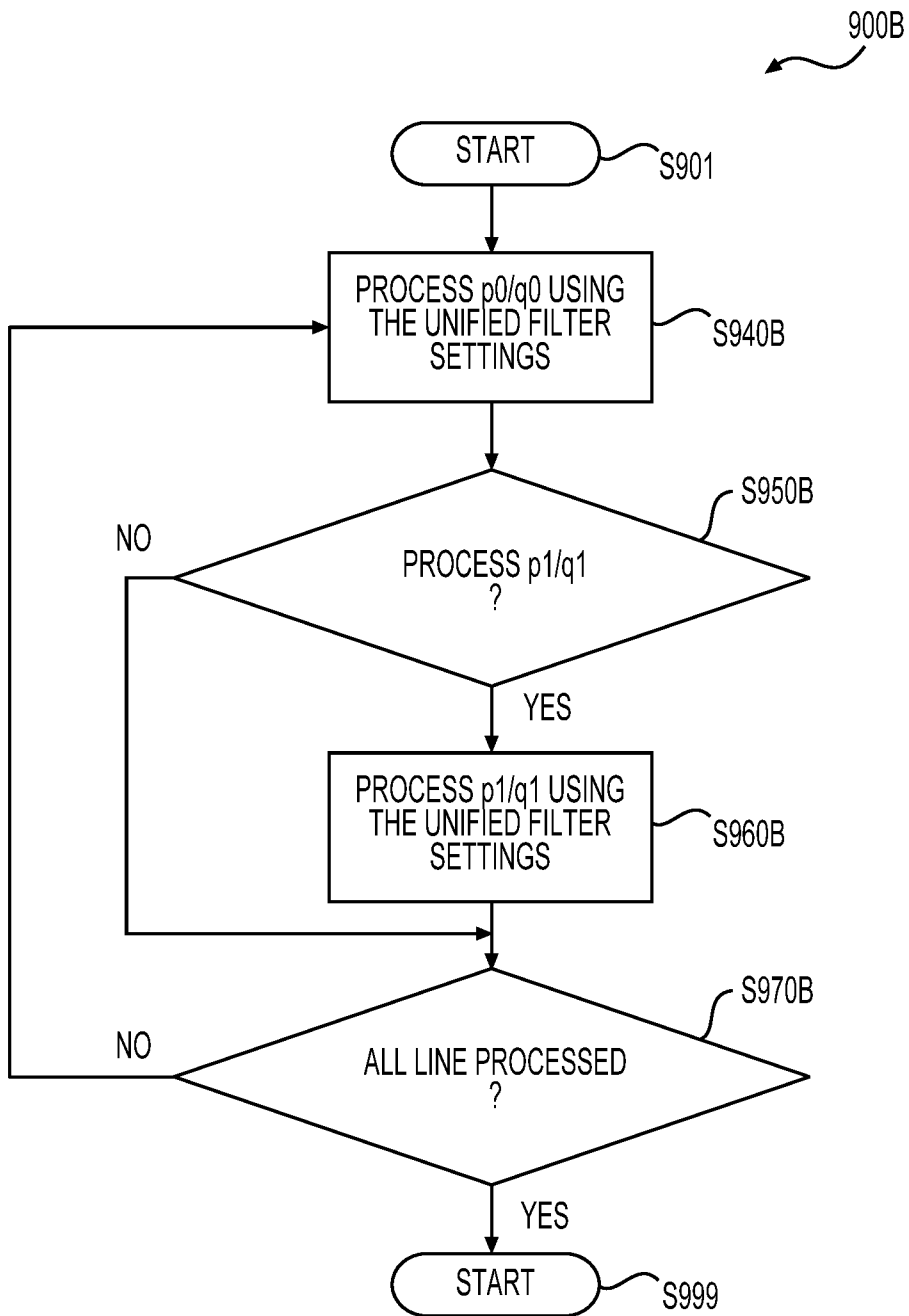 900B
START
S901
PROCESS p0/q0 USING
THE UNIFIED FILTER
SETTINGS
S940B
S950B
NO
PROCESS p1/q1
?
YES
PROCESS p1/q1 USING
THE UNIFIED FILTER
SETTINGS
S960B
S970B
NO
ALL LINE PROCESSED
?
YES
START
S999